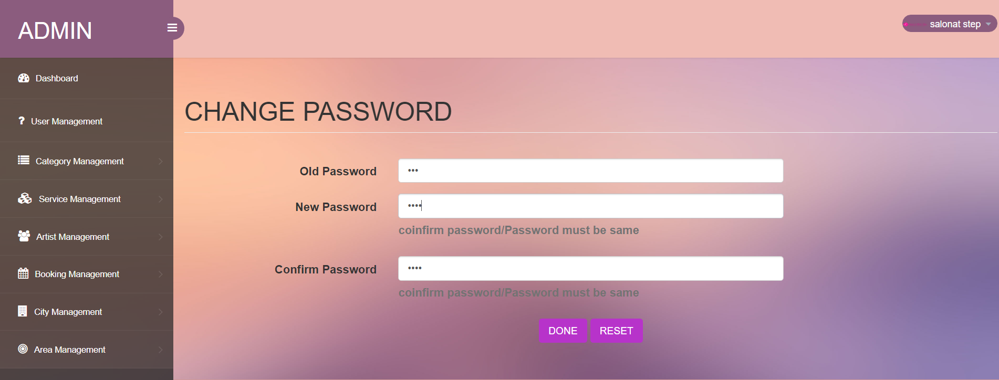 ADMIN
salonat step
Dashboard
? User Management
Category Management
Service Management
Artist Management
Booking Management
City Management
Area Management
CHANGE PASSWORD
Old Password •••
New Password ••••
coinfirm password/Password must be same
Confirm Password ••••
coinfirm password/Password must be same
DONE RESET